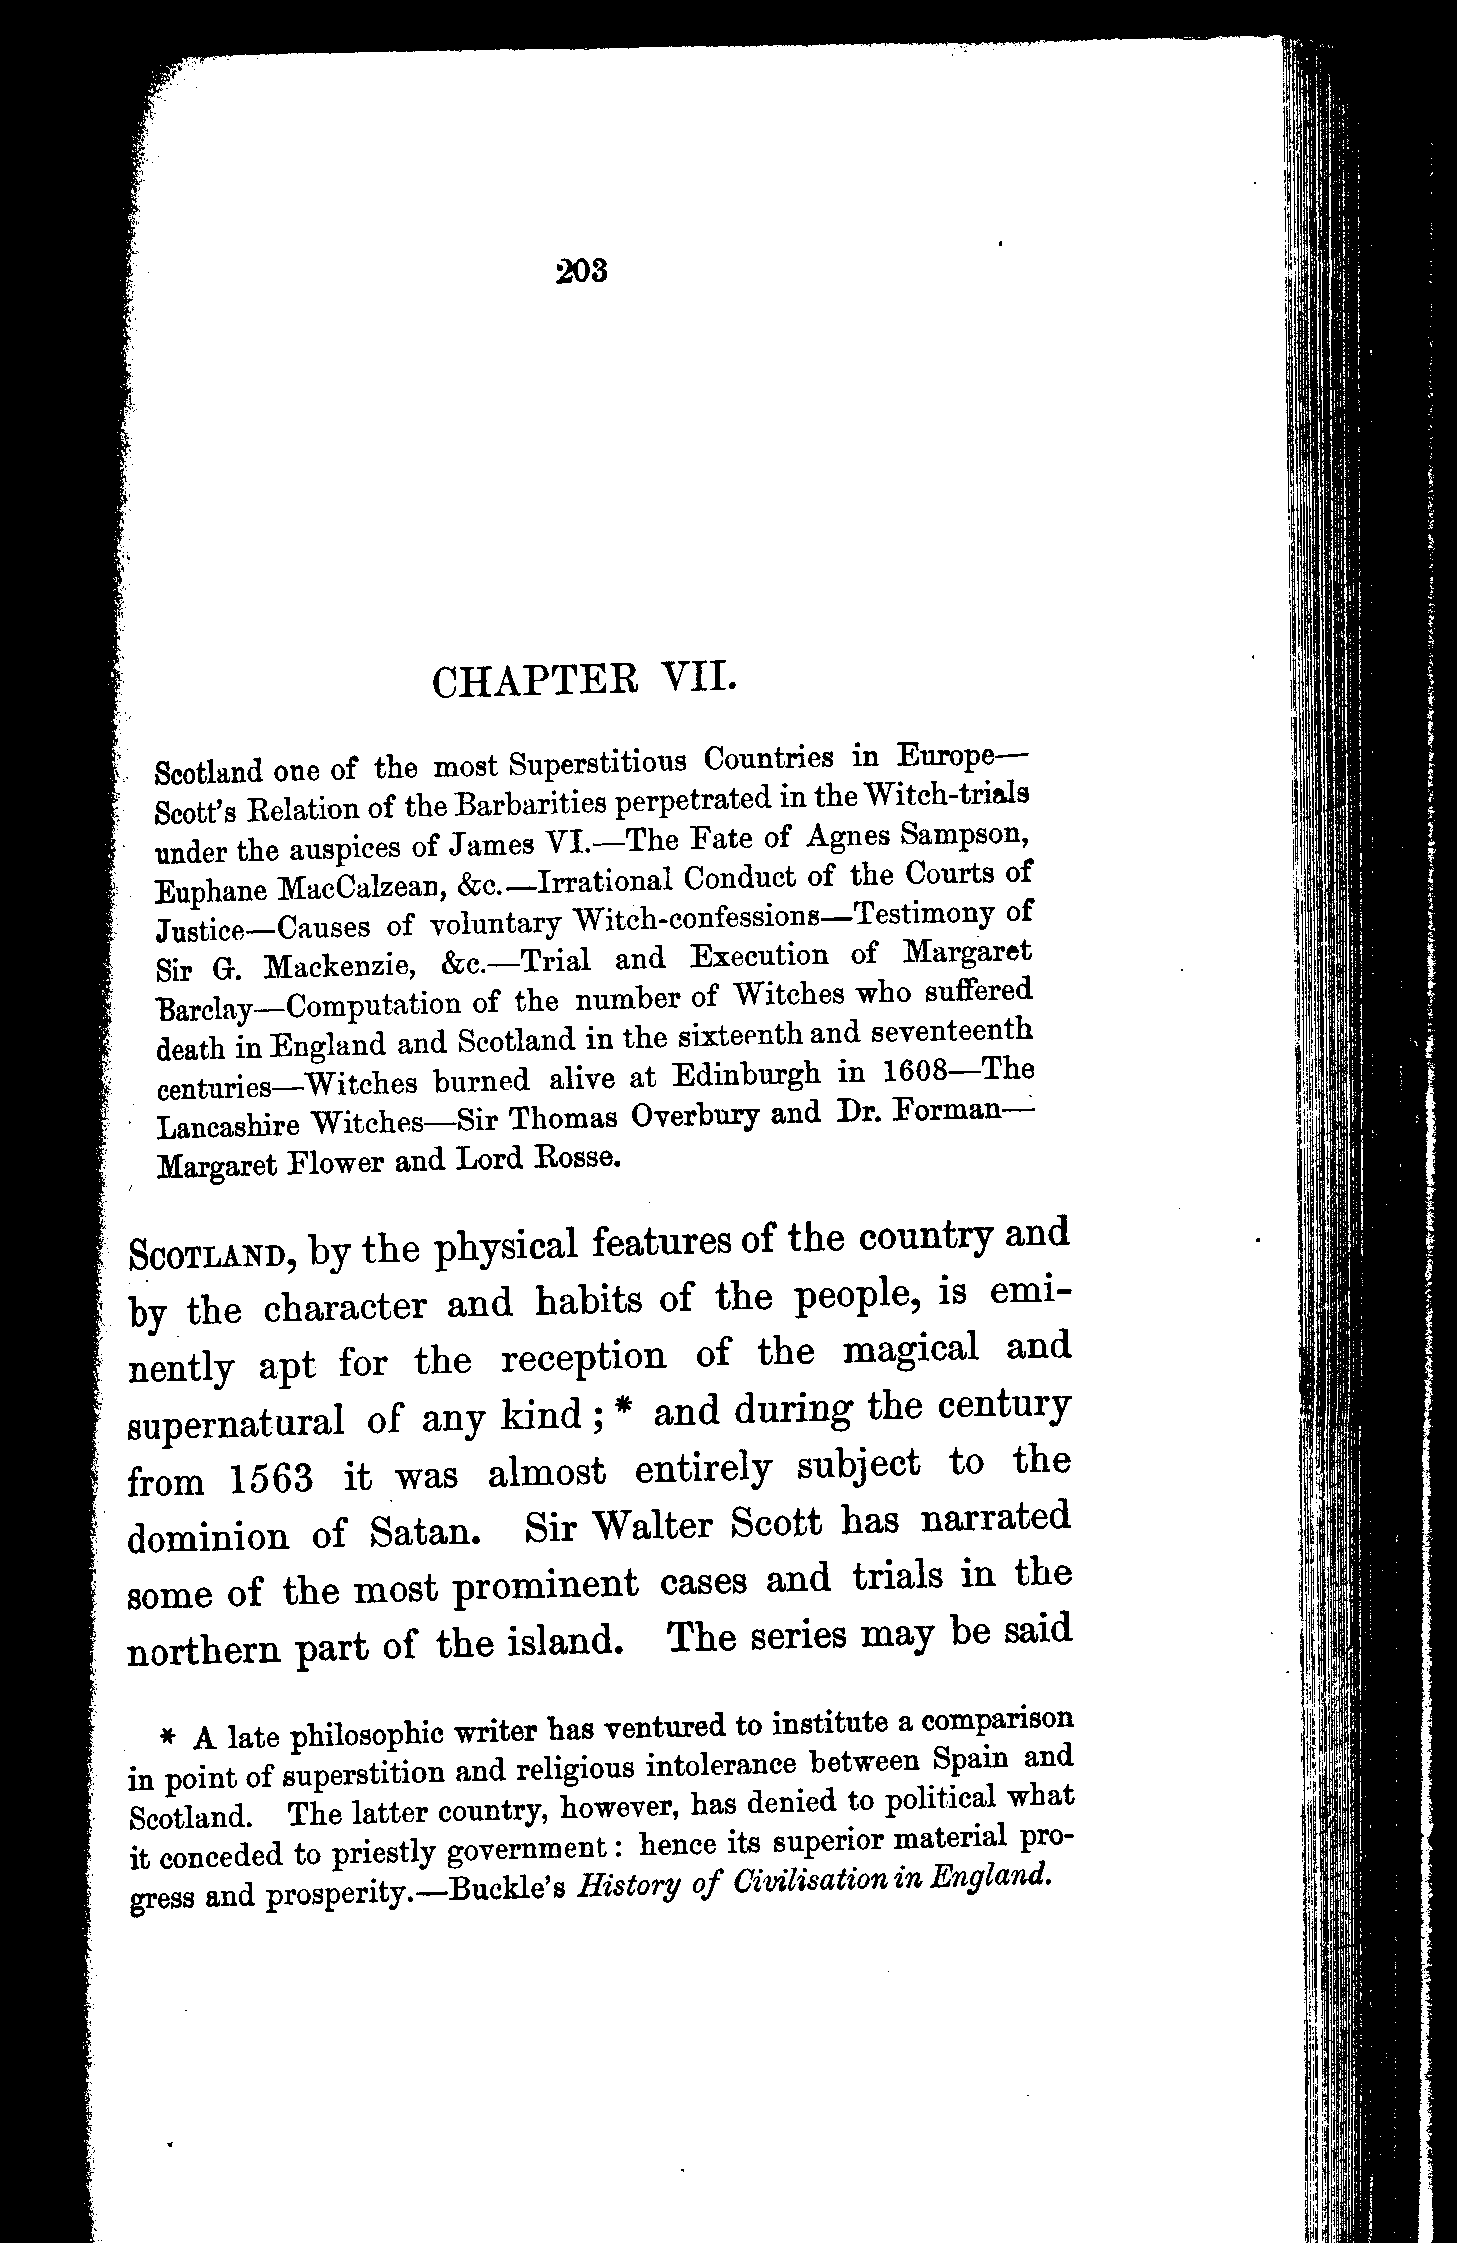 203
CHAPTER VII.
Scotland one of the most Superstitious Countries in Europe—
Scott's Relation of the Barbarities perpetrated in the Witch-trials
under the auspices of James VI.—The Fate of Agnes Sampson,
Euphane MacCalzean, &c.—Irrational Conduct of the Courts of
Justice—Causes of voluntary Witch-confessions—Testimony of
Sir G. Mackenzie, &c.—Trial and Execution of Margaret
Barclay—Computation of the number of Witches who suffered
death in England and Scotland in the sixteenth and seventeenth
centuries—Witches burned alive at Edinburgh in 1608—The
Lancashire Witches—Sir Thomas Overbury and Dr. Forman—
Margaret Flower and Lord Rosse.
SCOTLAND, by the physical features of the country and
by the character and habits of the people, is emi-
nently apt for the reception of the magical and
supernatural of any kind ; * and during the century
from 1563 it was almost entirely subject to the
dominion of Satan. Sir Walter Scott has narrated
some of the most prominent cases and trials in the
northern part of the island. The series may be said
* A late philosophic writer has ventured to institute a comparison
in point of superstition and religious intolerance between Spain and
Scotland. The latter country, however, has denied to political what
it conceded to priestly government : hence its superior material pro-
gress and prosperity.—Buckle's History of Civilisation in England.